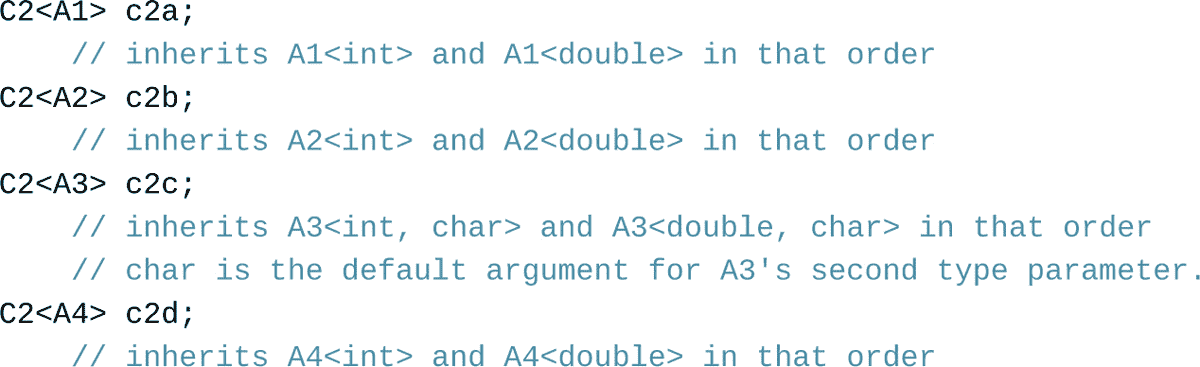 C2<A1> c2a;
// inherits A1<int> and A1<double> in that order
C2<A2> c2b;
// inherits A2<int> and A2<double> in that order
C2<A3> c2c;
// inherits A3<int, char> and A3<double, char> in that order
// char is the default argument for A3's second type parameter.
C2<A4> c2d;
// inherits A4<int> and A4<double> in that order